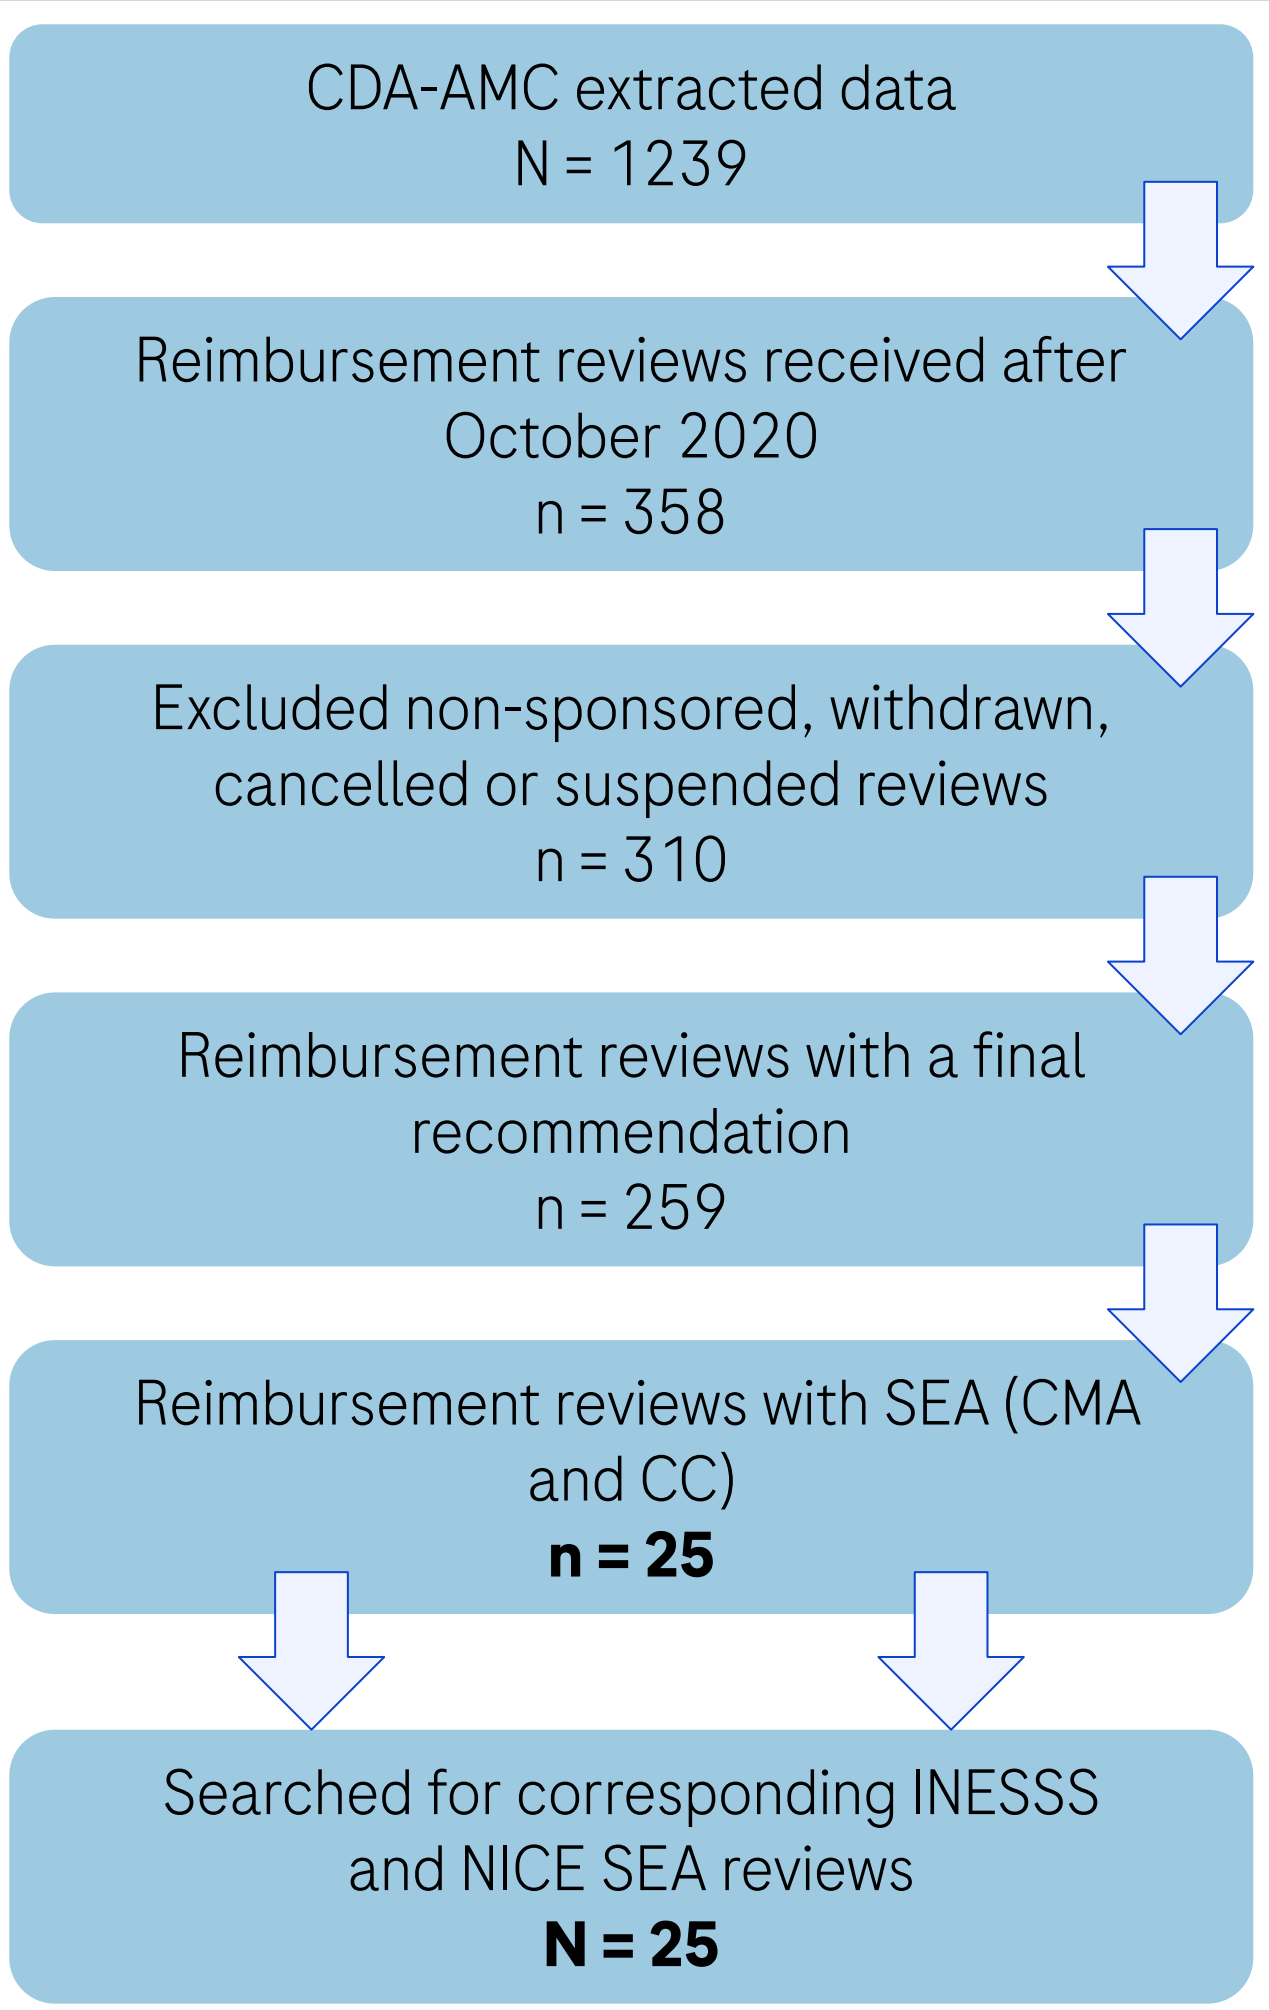 CDA-AMC extracted data
N = 1239
Reimbursement reviews received after
October 2020
n = 358
Excluded non-sponsored, withdrawn,
cancelled or suspended reviews
n = 310
Reimbursement reviews with a final
recommendation
n = 259
Reimbursement reviews with SEA (CMA
and CC)
n = 25
Searched for corresponding INESSS
and NICE SEA reviews
N = 25